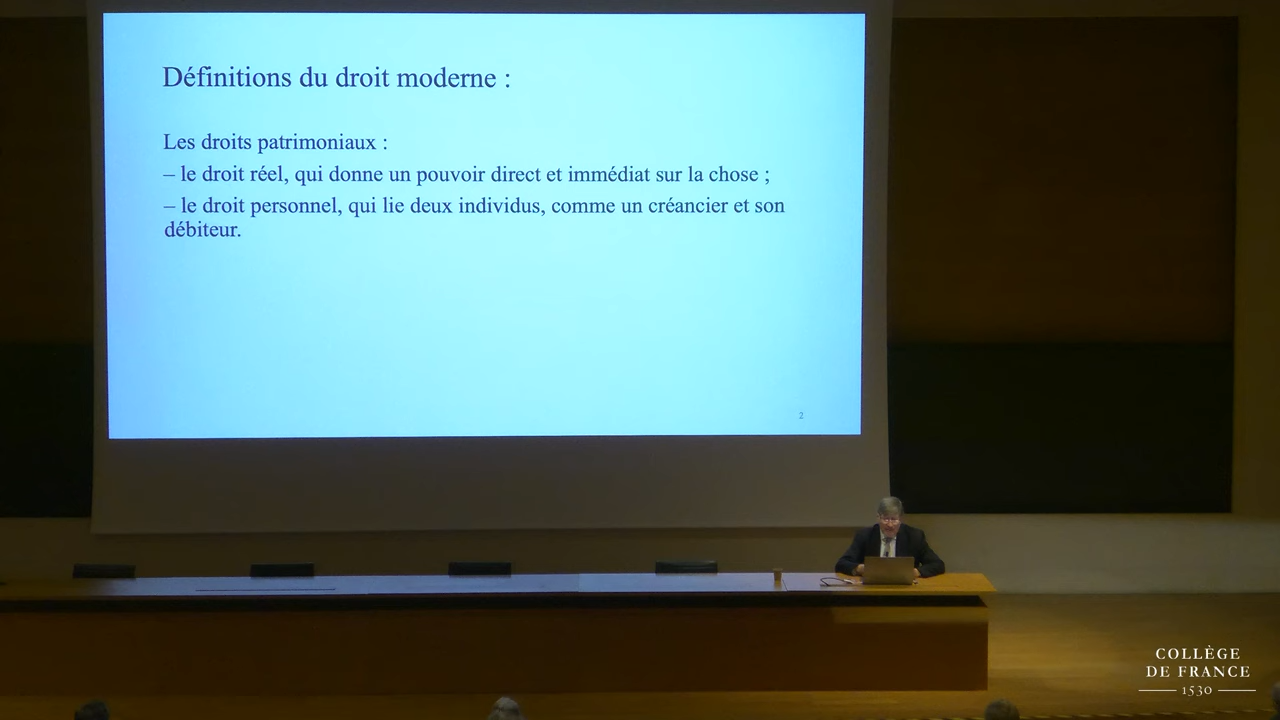 Définitions du droit moderne :
Les droits patrimoniaux :
– le droit réel, qui donne un pouvoir direct et immédiat sur la chose ;
– le droit personnel, qui lie deux individus, comme un créancier et son
débiteur.
2
COLLÈGE
DE FRANCE
1530